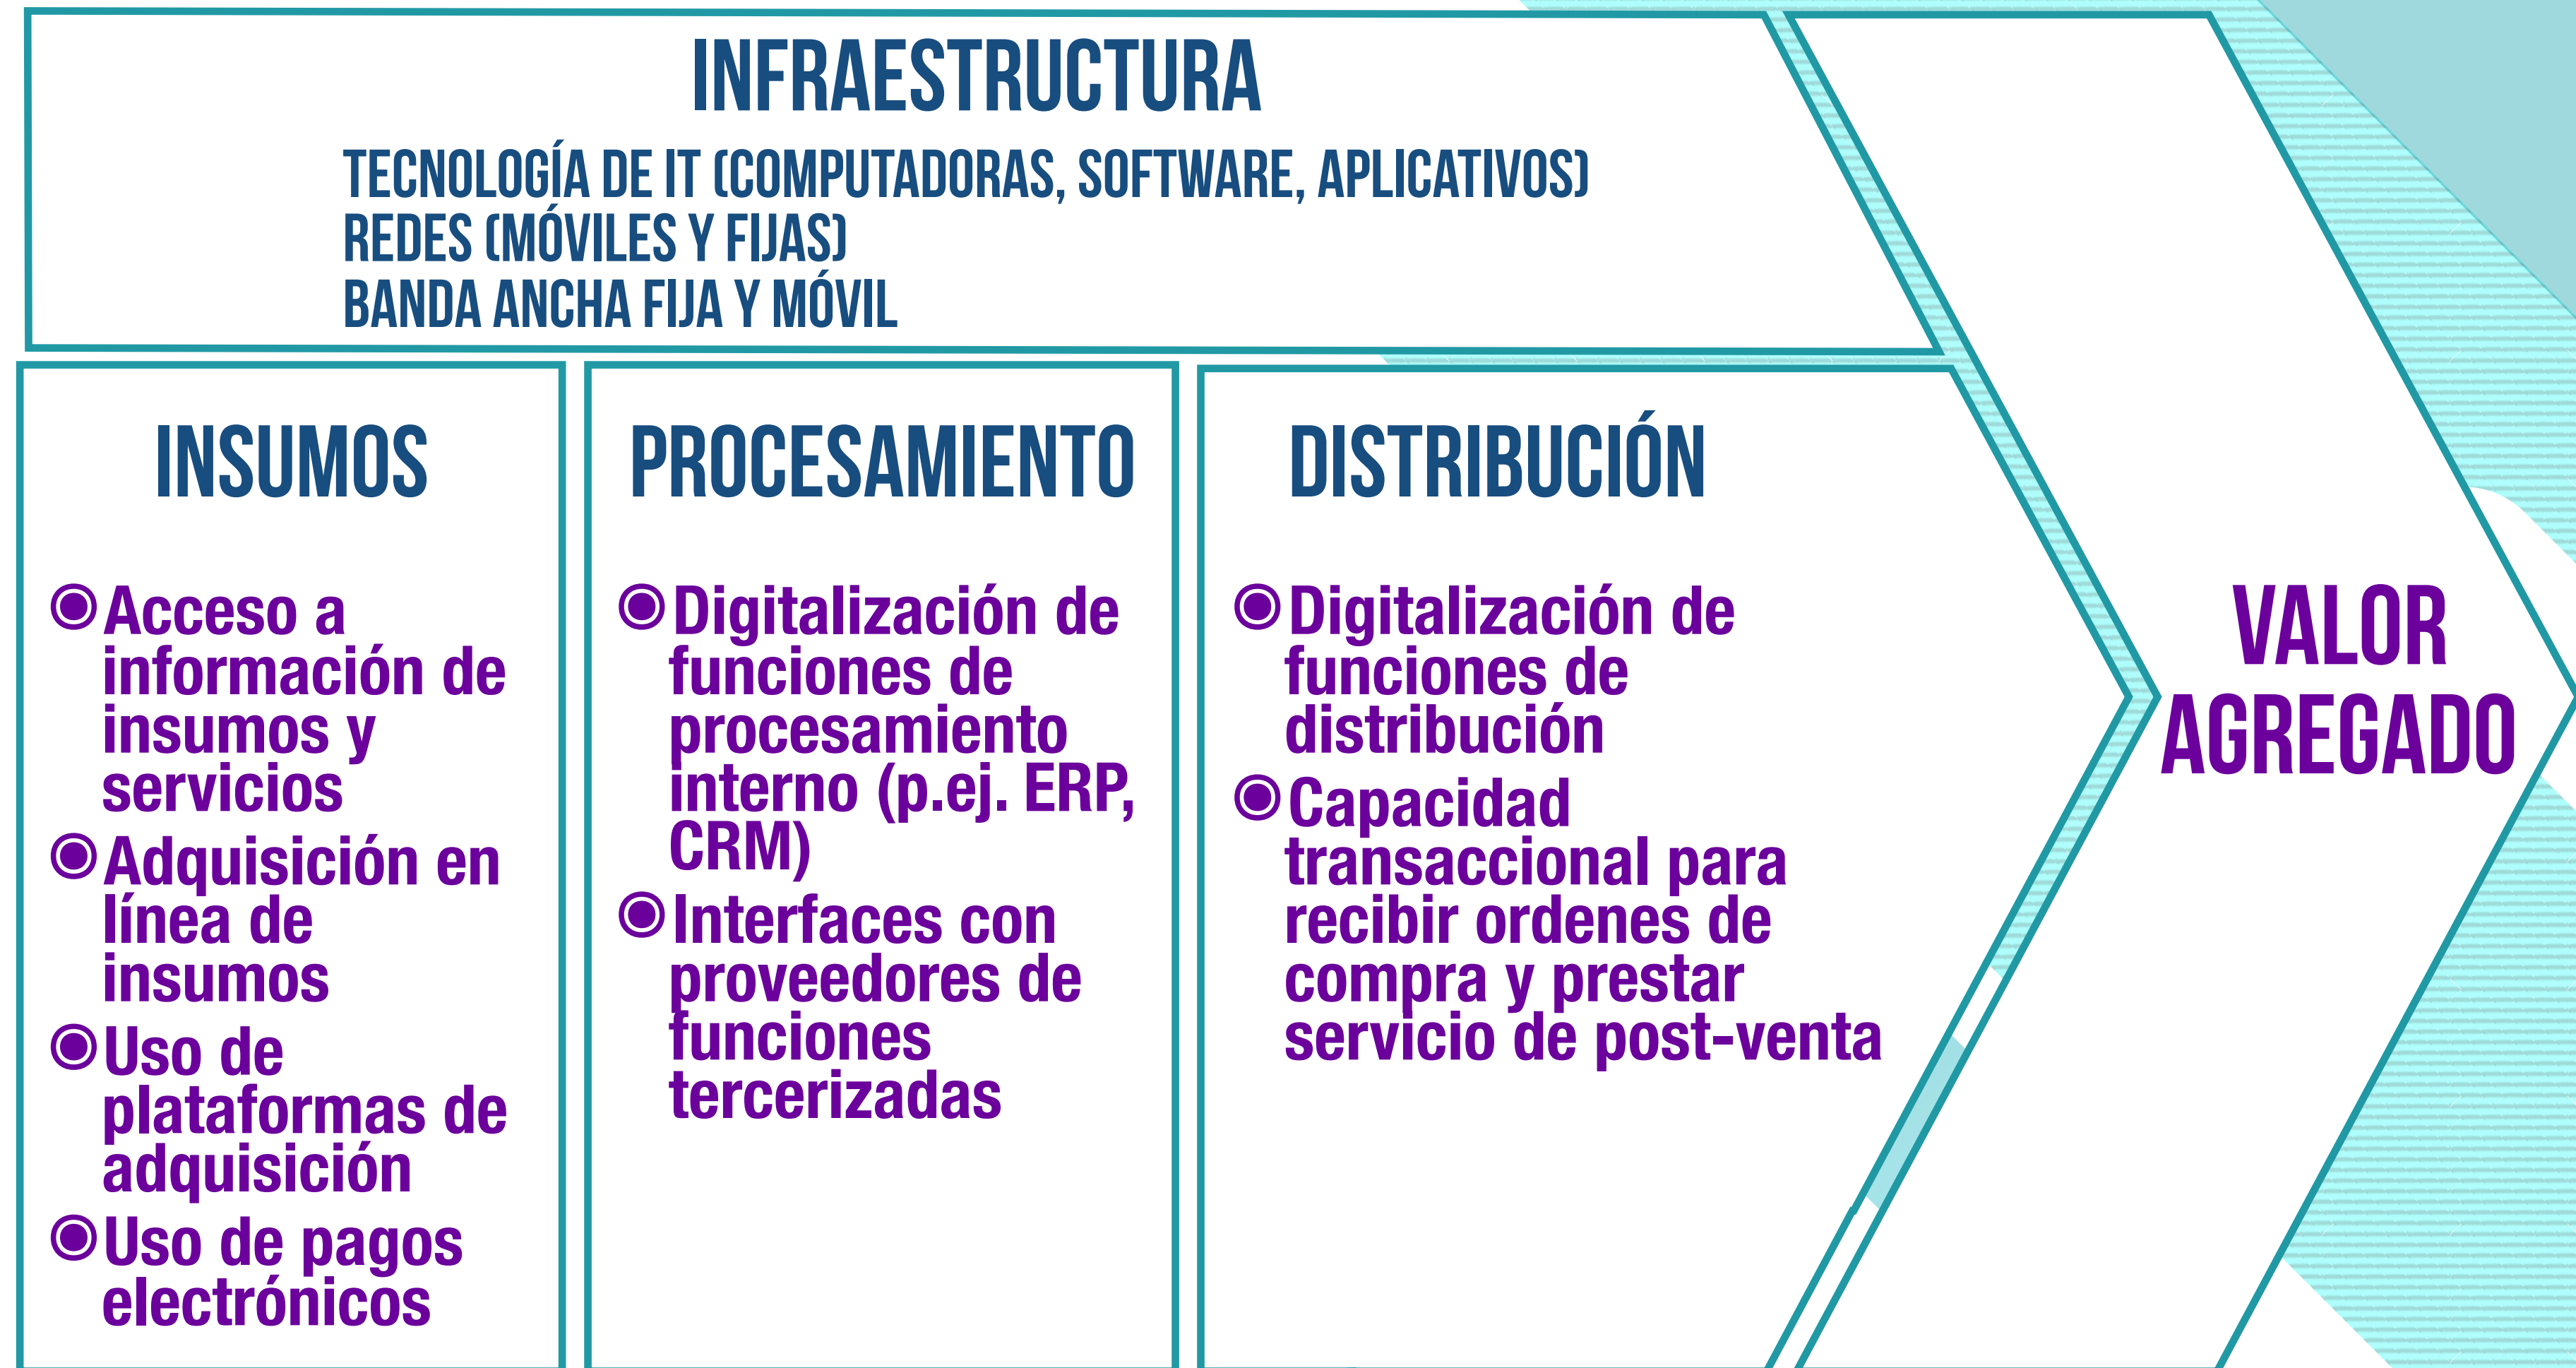 INFRAESTRUCTURA
TECNOLOGÍA DE IT (COMPUTADORAS, SOFTWARE, APLICATIVOS)
REDES (MÓVILES Y FIJAS)
BANDA ANCHA FIJA Y MÓVIL
INSUMOS
Acceso a
información de
insumos y
servicios
Adquisición en
línea de
insumos
Uso de
plataformas de
adquisición
Uso de pagos
electrónicos
PROCESAMIENTO
Digitalización de
funciones de
procesamiento
interno (p.ej. ERP,
CRM)
Interfaces con
proveedores de
funciones
tercerizadas
DISTRIBUCIÓN
Digitalización de
funciones de
distribución
Capacidad
transaccional para
recibir ordenes de
compra y prestar
servicio de post-venta
VALOR
AGREGADO